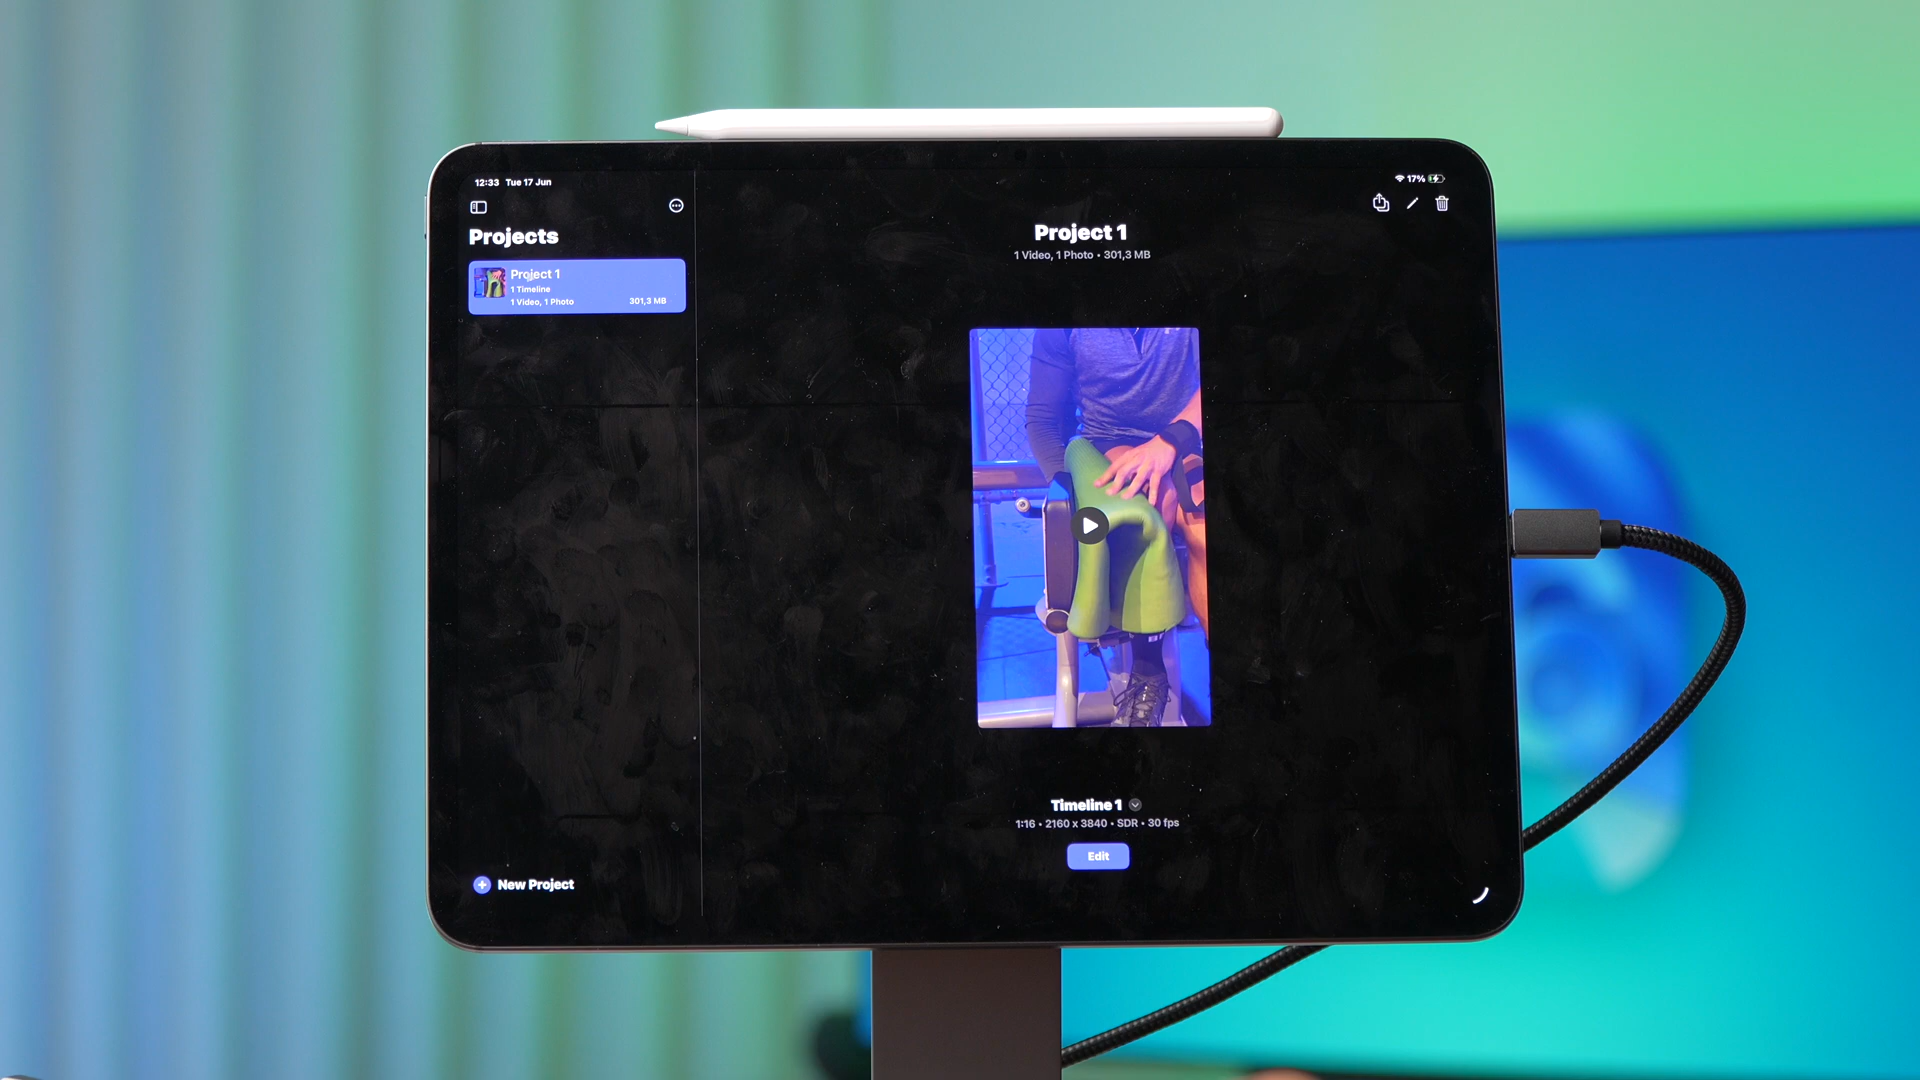 12:33 Tue 17 Jun
17%
Projects
Project 1
1 Timeline
1 Video, 1 Photo 301,3 MB
New Project
Project 1
1 Video, 1 Photo • 301,3 MB
Timeline 1
1:16 • 2160 x 3840 • SDR • 30 fps
Edit